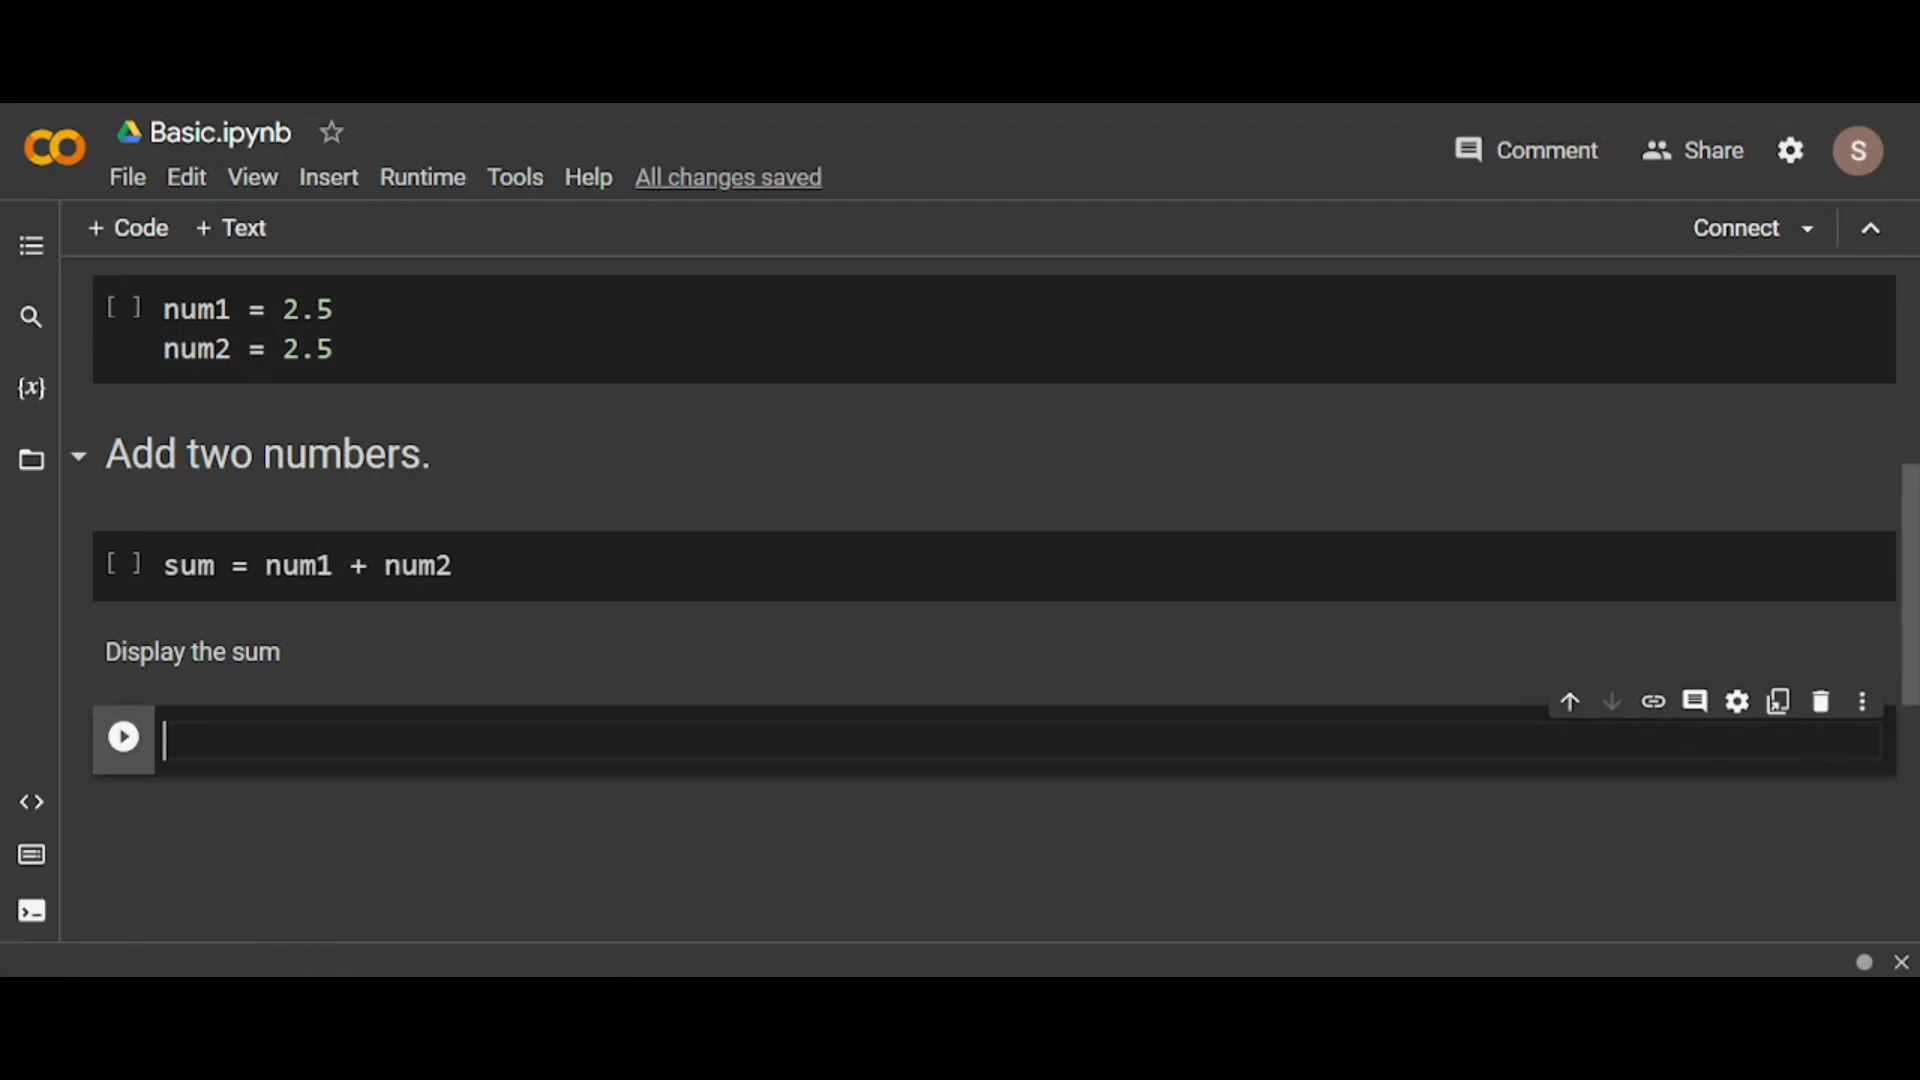 Basic.ipynb
File Edit View Insert Runtime Tools Help All changes saved
Comment Share S
+ Code + Text
Connect
{x}
[ ] num1 = 2.5
num2 = 2.5
Add two numbers.
[ ] sum = num1 + num2
Display the sum